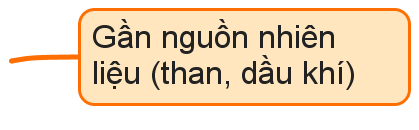 Gần nguồn nhiên
liệu (than, dầu khí)